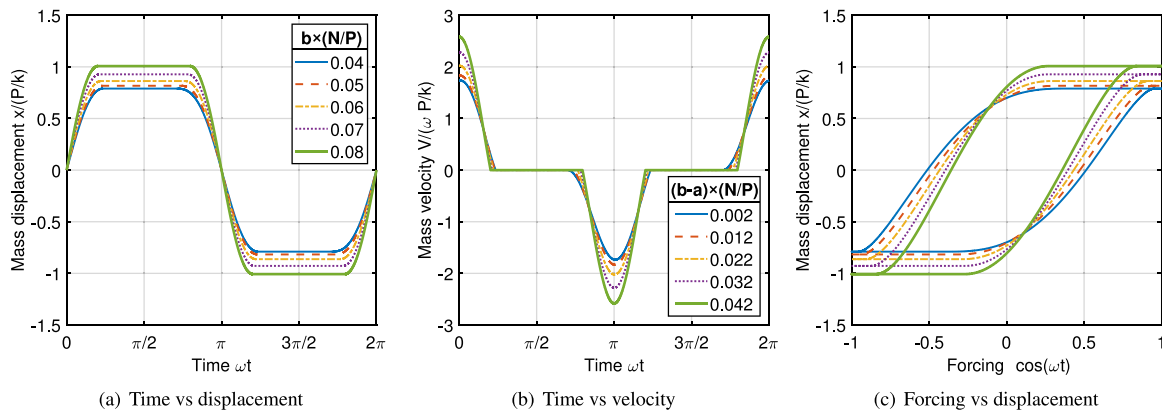 1.5
1
0.5
0
-0.5
-1
-1.5
Mass displacement x/(P/k)
b×(N/P)
0.04
0.05
0.06
0.07
0.08
0
π/2
π
3π/2
2π
Time ωt
(a) Time vs displacement
3
2
1
0
-1
-2
-3
Mass velocity V/(ω P/k)
(b-a)×(N/P)
0.002
0.012
0.022
0.032
0.042
0
π/2
π
3π/2
2π
Time ωt
(b) Time vs velocity
1.5
1
0.5
0
-0.5
-1
-1.5
Mass displacement x/(P/k)
-1
-0.5
0
0.5
1
Forcing cos(ωt)
(c) Forcing vs displacement